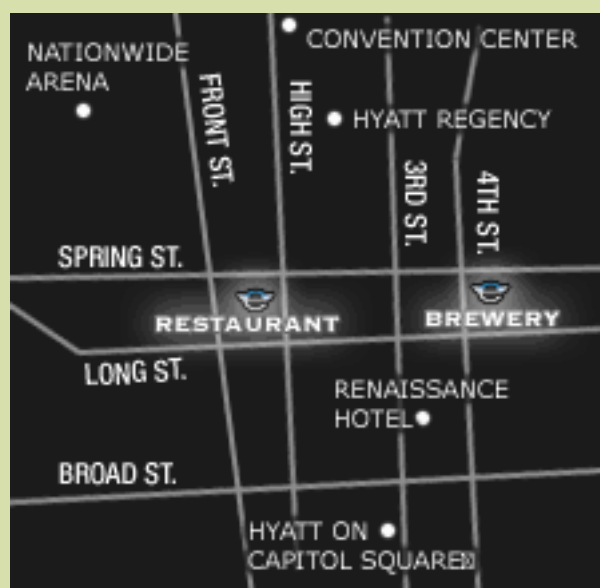 CONVENTION CENTER
NATIONWIDE
ARENA
FRONT ST.
HIGH ST.
HYATT REGENCY
3RD ST.
4TH ST.
SPRING ST.
RESTAURANT
BREWERY
LONG ST.
RENAISSANCE
HOTEL
BROAD ST.
HYATT ON
CAPITOL SQUARE